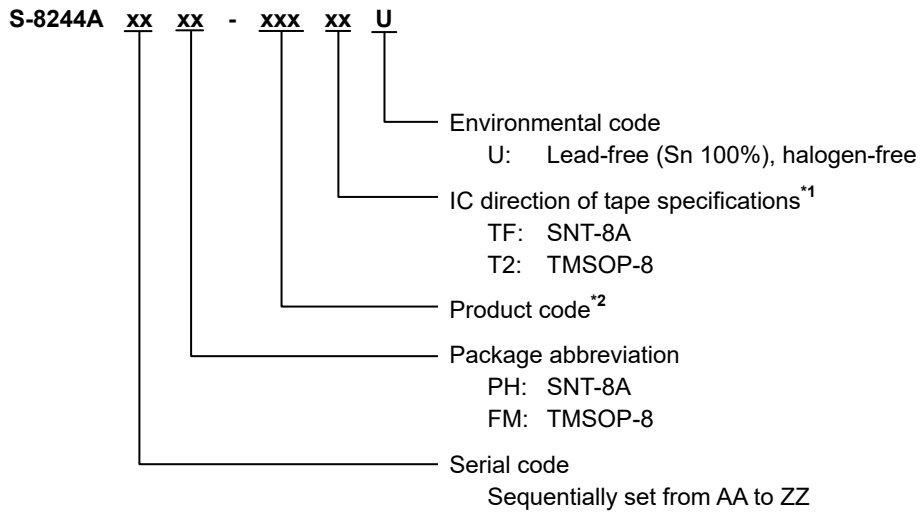 S-8244A xx xx - xxx xx U
Environmental code
U: Lead-free (Sn 100%), halogen-free
IC direction of tape specifications*1
TF: SNT-8A
T2: TMSOP-8
Product code*2
Package abbreviation
PH: SNT-8A
FM: TMSOP-8
Serial code
Sequentially set from AA to ZZ